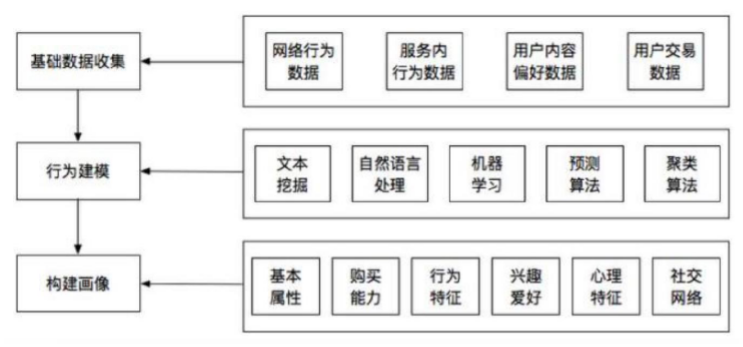 基础数据收集
网络行为
数据
服务内
行为数据
用户内容
偏好数据
用户交易
数据
行为建模
文本
挖掘
自然语言
处理
机器
学习
预测
算法
聚类
算法
构建画像
基本
属性
购买
能力
行为
特征
兴趣
爱好
心理
特征
社交
网络